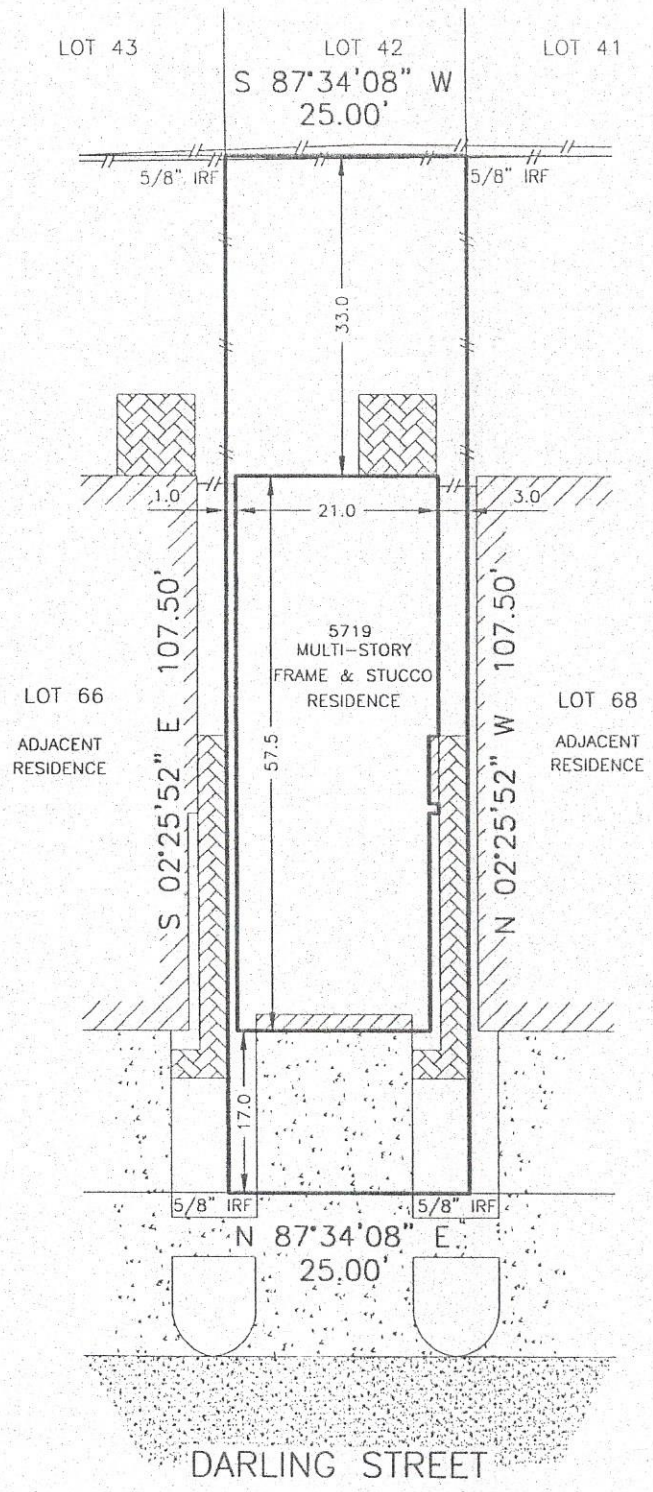 LOT 43
LOT 42
LOT 41
S 87°34'08" W
25.00'
5/8" IRF
5/8" IRF
33.0
1.0
21.0
3.0
S 02°25'52" E 107.50'
N 02°25'52" W 107.50'
5719
MULTI-STORY
FRAME & STUCCO
RESIDENCE
LOT 66
ADJACENT
RESIDENCE
57.5
LOT 68
ADJACENT
RESIDENCE
17.0
5/8" IRF
5/8" IRF
N 87°34'08" E
25.00'
DARLING STREET